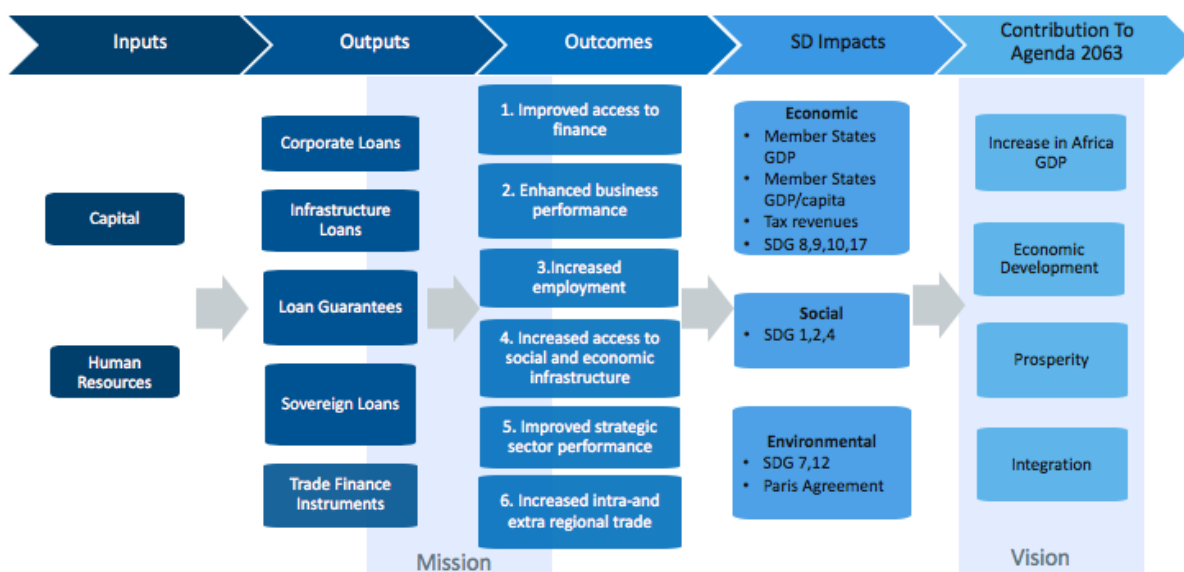 Inputs
Outputs
Outcomes
SD Impacts
Contribution To
Agenda 2063
Capital
Human
Resources
Corporate Loans
Infrastructure
Loans
Loan Guarantees
Sovereign Loans
Trade Finance
Instruments
1. Improved access to
finance
2. Enhanced business
performance
3.Increased
employment
4. Increased access to
social and economic
infrastructure
5. Improved strategic
sector performance
6. Increased intra-and
extra regional trade
Economic
• Member States
GDP
• Member States
GDP/capita
• Tax revenues
• SDG 8,9,10,17
Social
• SDG 1,2,4
Environmental
• SDG 7,12
• Paris Agreement
Increase in Africa
GDP
Economic
Development
Prosperity
Integration
Mission
Vision